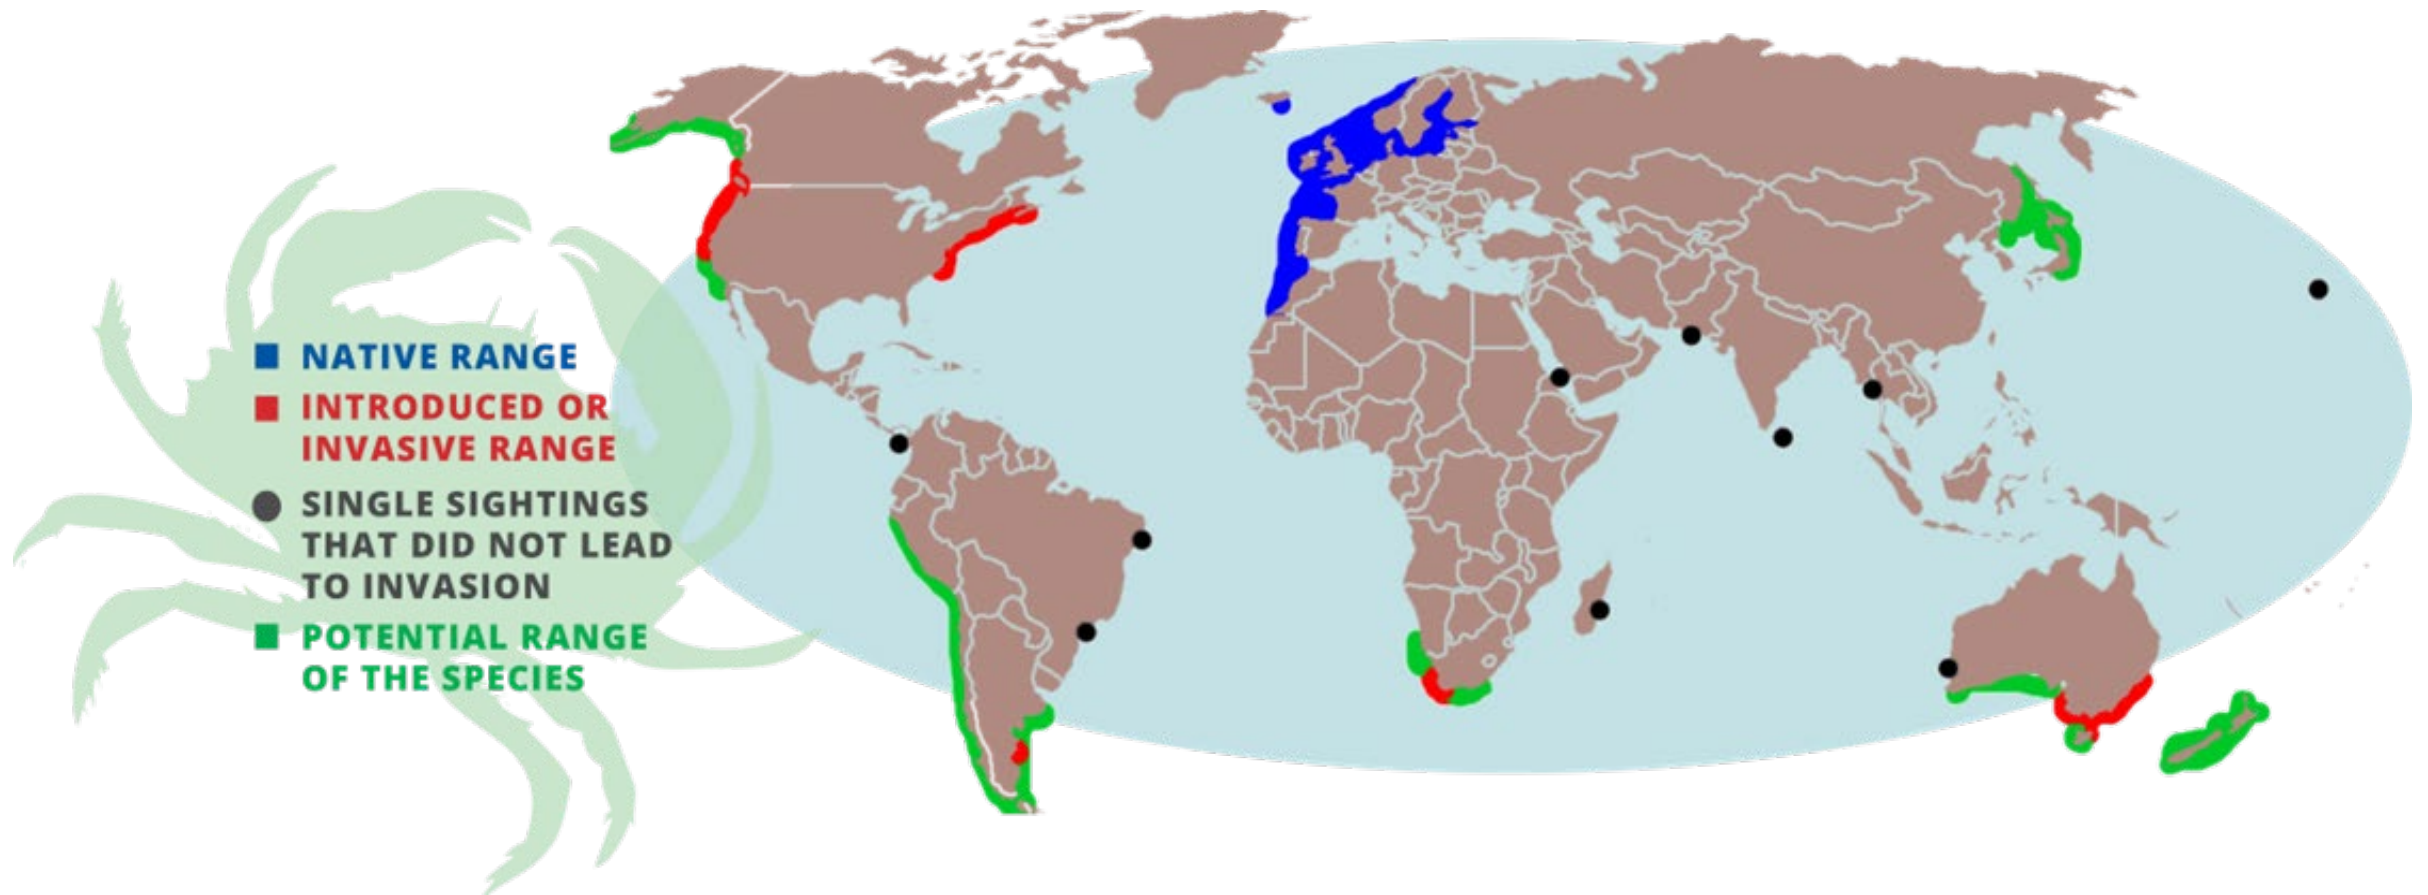 NATIVE RANGE
INTRODUCED OR
INVASIVE RANGE
SINGLE SIGHTINGS
THAT DID NOT LEAD
TO INVASION
POTENTIAL RANGE
OF THE SPECIES